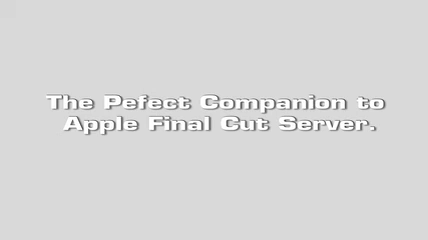 The Pefect Companion to
Apple Final Cut Server.